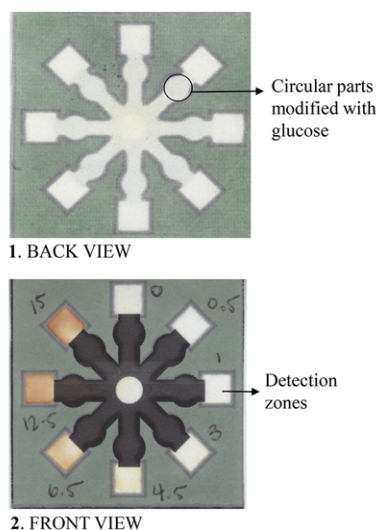 Circular parts
modified with
glucose
1. BACK VIEW
0
15
0.5
1
Detection
zones
12.5
3
6.5
4.5
2. FRONT VIEW